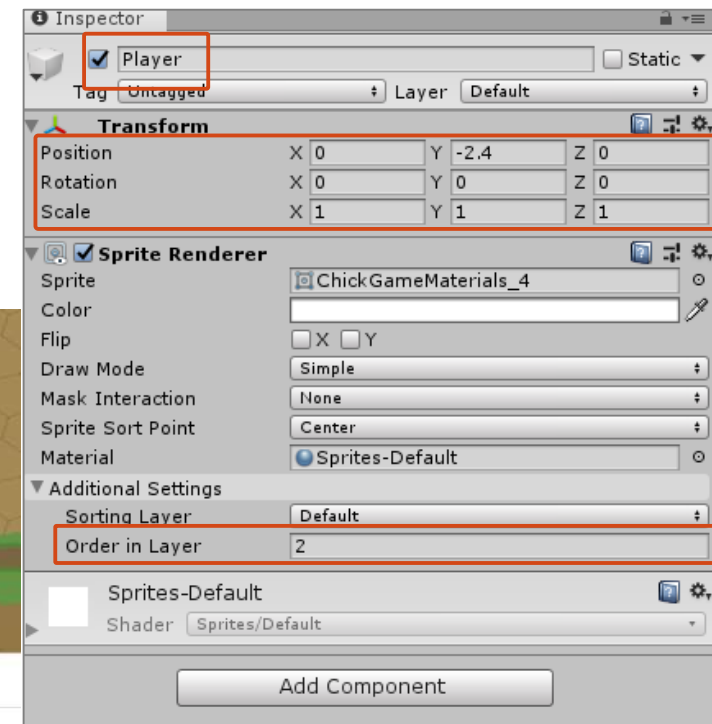 Inspector
Player Static
Tag Untagged Layer Default
Transform
Position X 0 Y -2.4 Z 0
Rotation X 0 Y 0 Z 0
Scale X 1 Y 1 Z 1
Sprite Renderer
Sprite ChickGameMaterials_4
Color
Flip X Y
Draw Mode Simple
Mask Interaction None
Sprite Sort Point Center
Material Sprites-Default
Additional Settings
Sorting Layer Default
Order in Layer 2
Sprites-Default
Shader Sprites/Default
Add Component